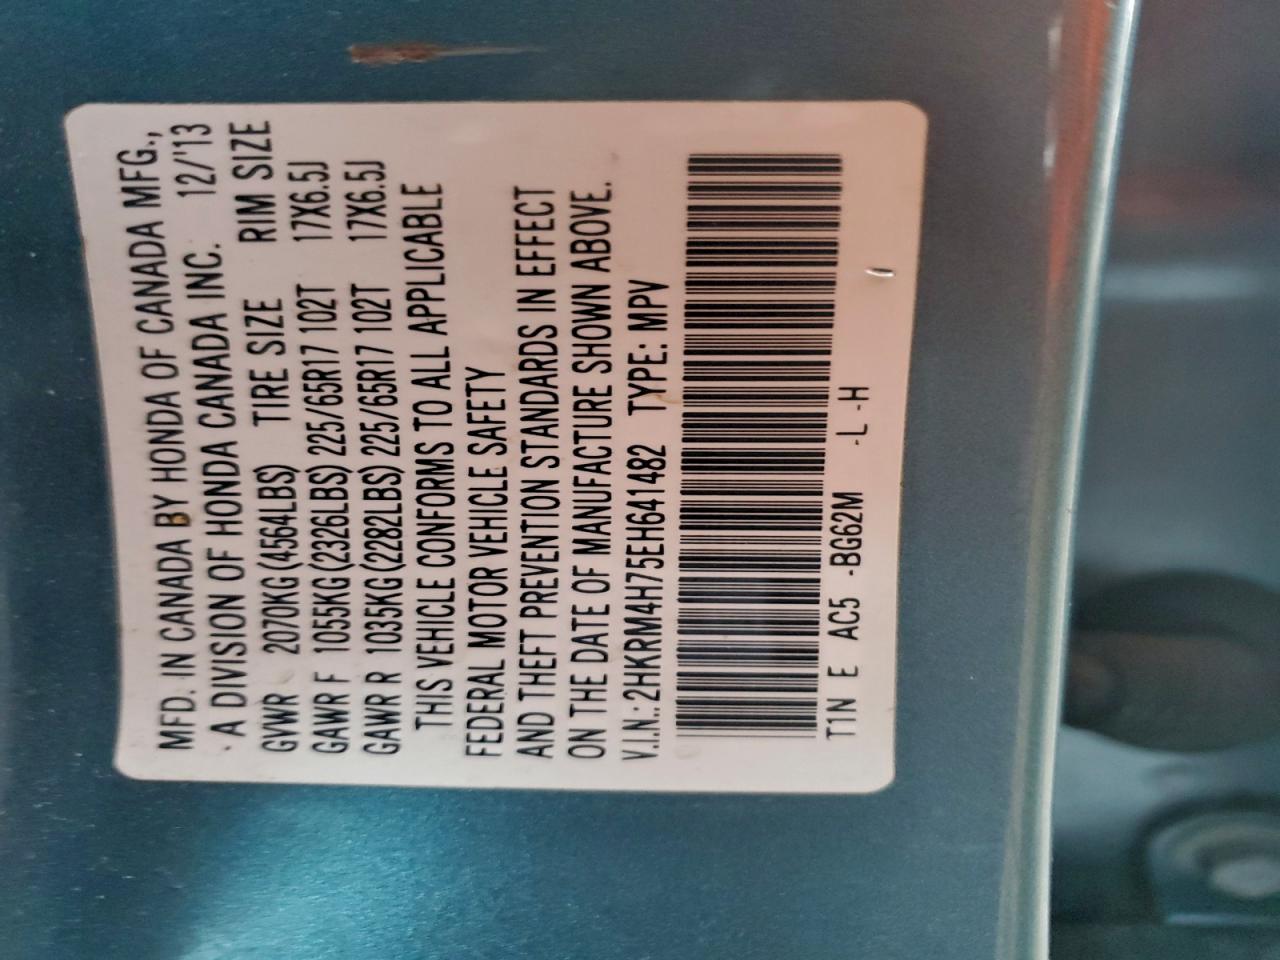 MFD. IN CANADA BY HONDA OF CANADA MFG.,
A DIVISION OF HONDA CANADA INC. 12/'13
GVWR 2070KG(4564LBS) TIRE SIZE RIM SIZE
GAWR F 1055KG(2326LBS) 225/65R17 102T 17X6.5J
GAWR R 1035KG(2282LBS) 225/65R17 102T 17X6.5J
THIS VEHICLE CONFORMS TO ALL APPLICABLE
FEDERAL MOTOR VEHICLE SAFETY
AND THEFT PREVENTION STANDARDS IN EFFECT
ON THE DATE OF MANUFACTURE SHOWN ABOVE.
V.I.N.:2HKRM4H75EH641482 TYPE: MPV
T1N E AC5 -BG62M -L -H